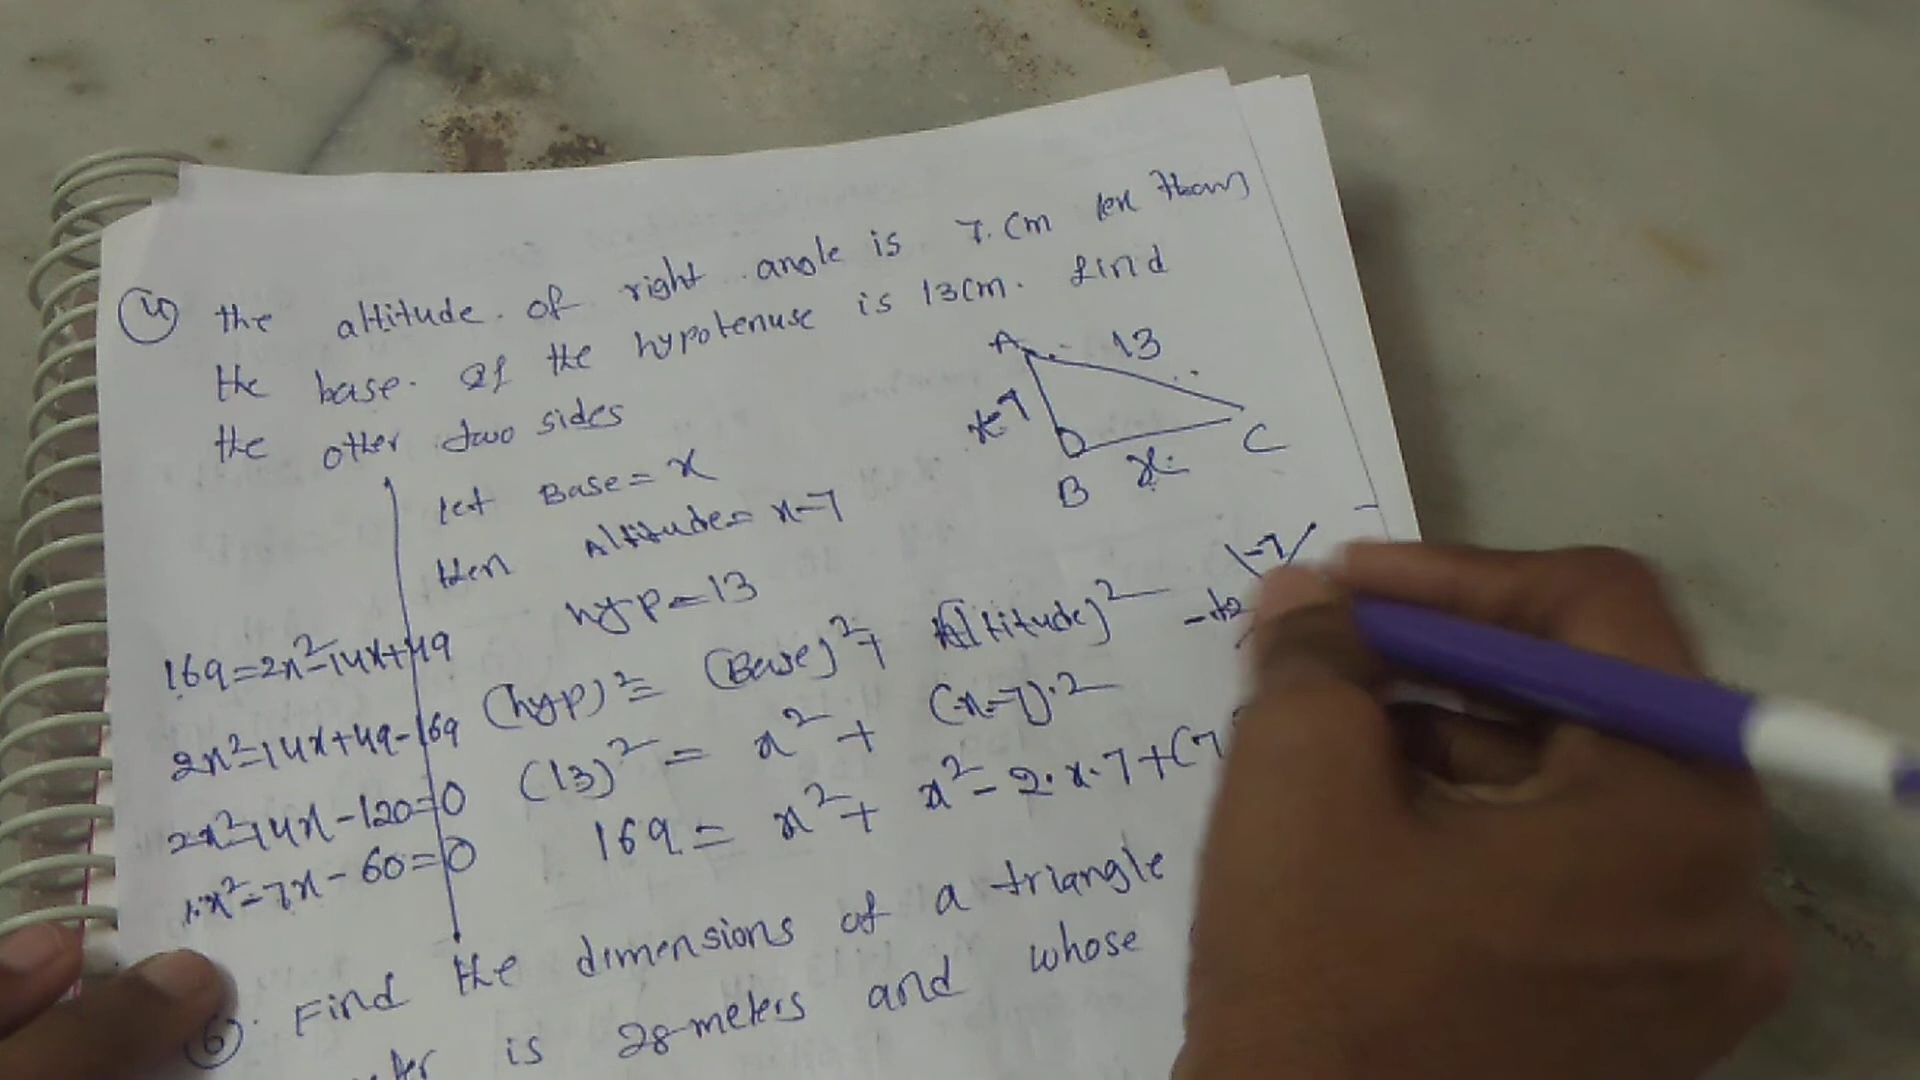 4 the altitude of right angle is 7.cm less than
the base. If the hypotenuse is 13cm. find
the other two sides
A 13
x-7
B x C
let Base = x
then Altitude = x-7
hyp = 13
(hyp)² = (Base)² + (Altitude)²
-7
-12
(13)² = x² + (x-7)²
169 = x² + x² - 2.x.7 + (7
169 = 2x² - 14x + 49
2x² - 14x + 49 - 169
2x² - 14x - 120 = 0
x² - 7x - 60 = 0
6. Find the dimensions of a triangle
is 28 meters and whose